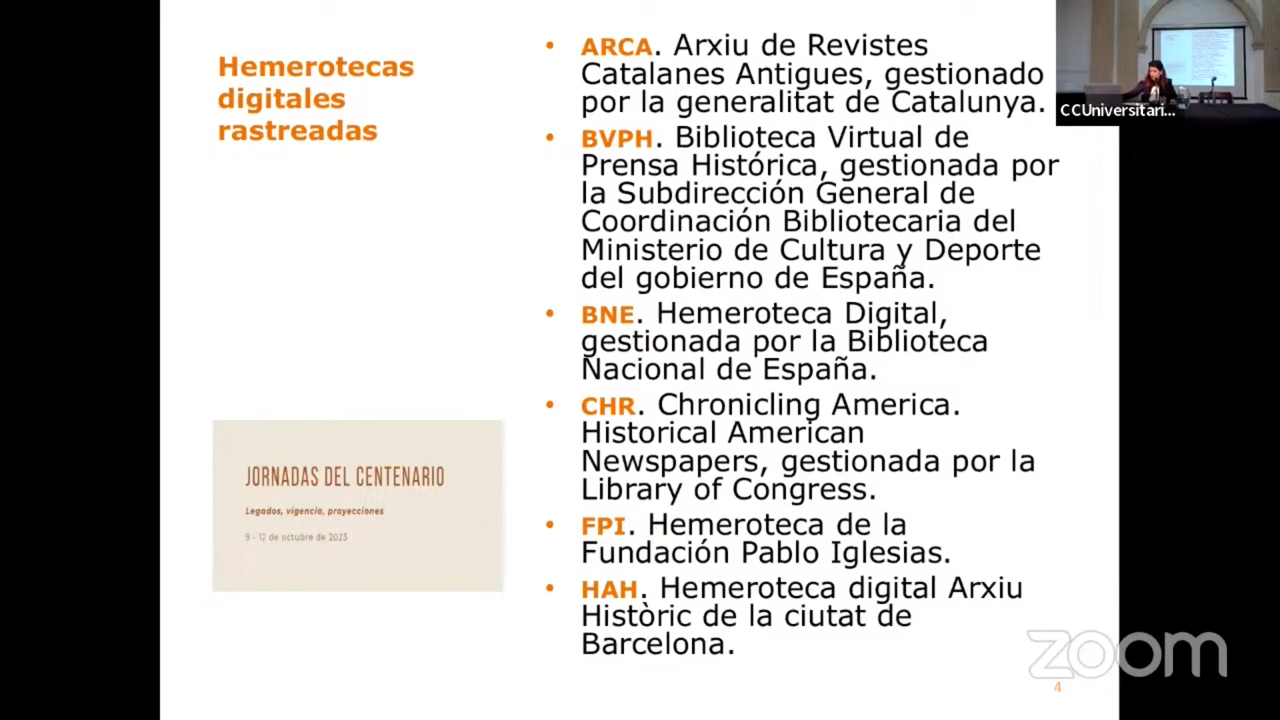 Hemerotecas
digitales
rastreadas
• ARCA. Arxiu de Revistes
Catalanes Antigues, gestionado
por la generalitat de Catalunya.
• BVPH. Biblioteca Virtual de
Prensa Histórica, gestionada por
la Subdirección General de
Coordinación Bibliotecaria del
Ministerio de Cultura y Deporte
del gobierno de España.
• BNE. Hemeroteca Digital,
gestionada por la Biblioteca
Nacional de España.
• CHR. Chronicling America.
Historical American
Newspapers, gestionada por la
Library of Congress.
• FPI. Hemeroteca de la
Fundación Pablo Iglesias.
• HAH. Hemeroteca digital Arxiu
Històric de la ciutat de
Barcelona.
JORNADAS DEL CENTENARIO
Legados, vigencia, proyecciones
9 - 12 de octubre de 2023
CCUniversitari...
zoom
4